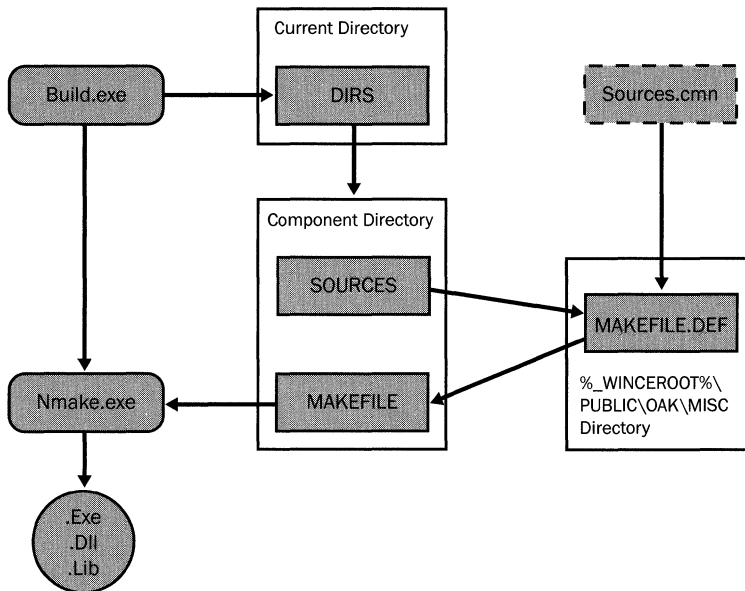 Current Directory
Build.exe
DIRS
Sources.cmn
Component Directory
SOURCES
MAKEFILE.DEF
%_WINCEROOT%\
PUBLIC\OAK\MISC
Directory
Nmake.exe
MAKEFILE
.Exe
.Dll
.Lib